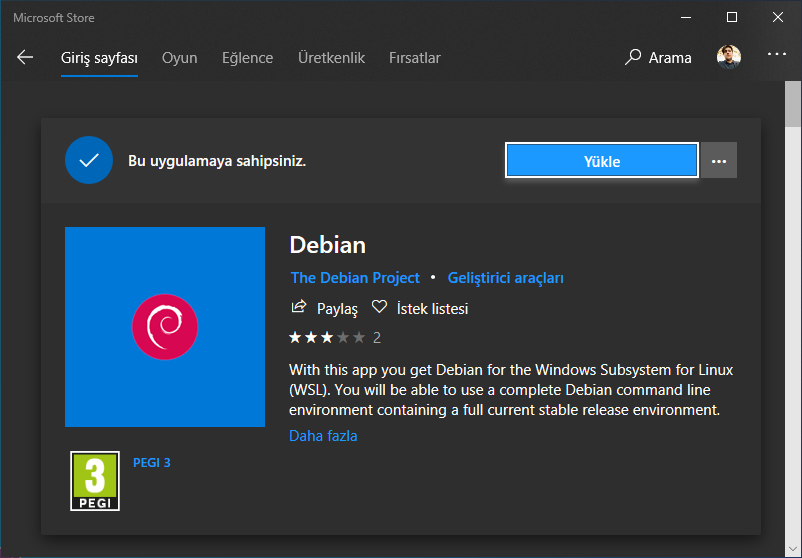 Microsoft Store
Giriş sayfası Oyun Eğlence Üretkenlik Fırsatlar Arama
Bu uygulamaya sahipsiniz. Yükle
Debian
The Debian Project • Geliştirici araçları
Paylaş İstek listesi
2
With this app you get Debian for the Windows Subsystem for Linux
(WSL). You will be able to use a complete Debian command line
environment containing a full current stable release environment.
Daha fazla
3 PEGI 3
PEGI